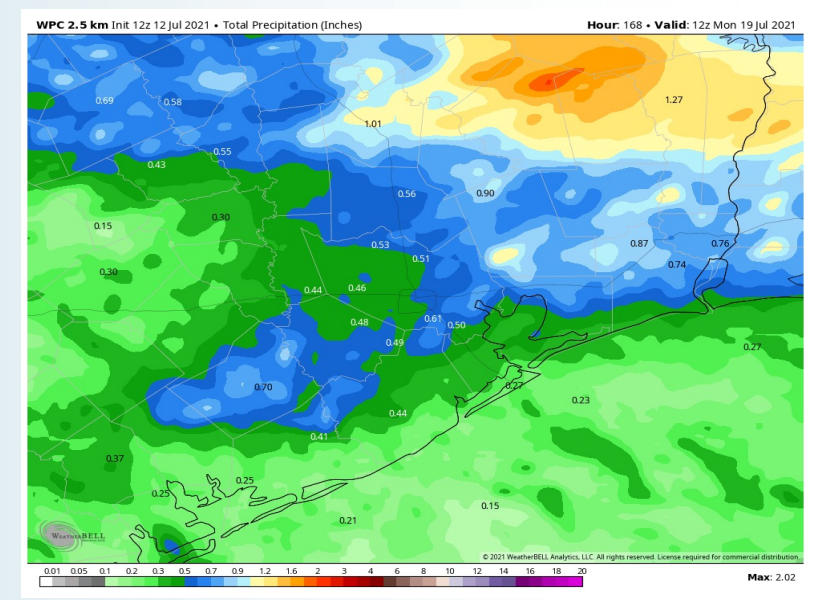 WPC 2.5 km Init 12z 12 Jul 2021 • Total Precipitation (Inches) Hour: 168 • Valid: 12z Mon 19 Jul 2021
0.69 0.58 1.27
1.01
0.55
0.43
0.56 0.90
0.15 0.30
0.53 0.87 0.76
0.51 0.74
0.30
0.44 0.46
0.48 0.61 0.50
0.49 0.27
0.70 0.27
0.44 0.23
0.41
0.37
0.25 0.25
0.15
0.21
WEATHERBELL
© 2021 WeatherBELL Analytics, LLC. All rights reserved. License required for commercial distribution.
0.01 0.05 0.1 0.2 0.3 0.5 0.7 0.9 1.2 1.6 2 3 4 6 8 10 12 14 16 18 20
Max: 2.02